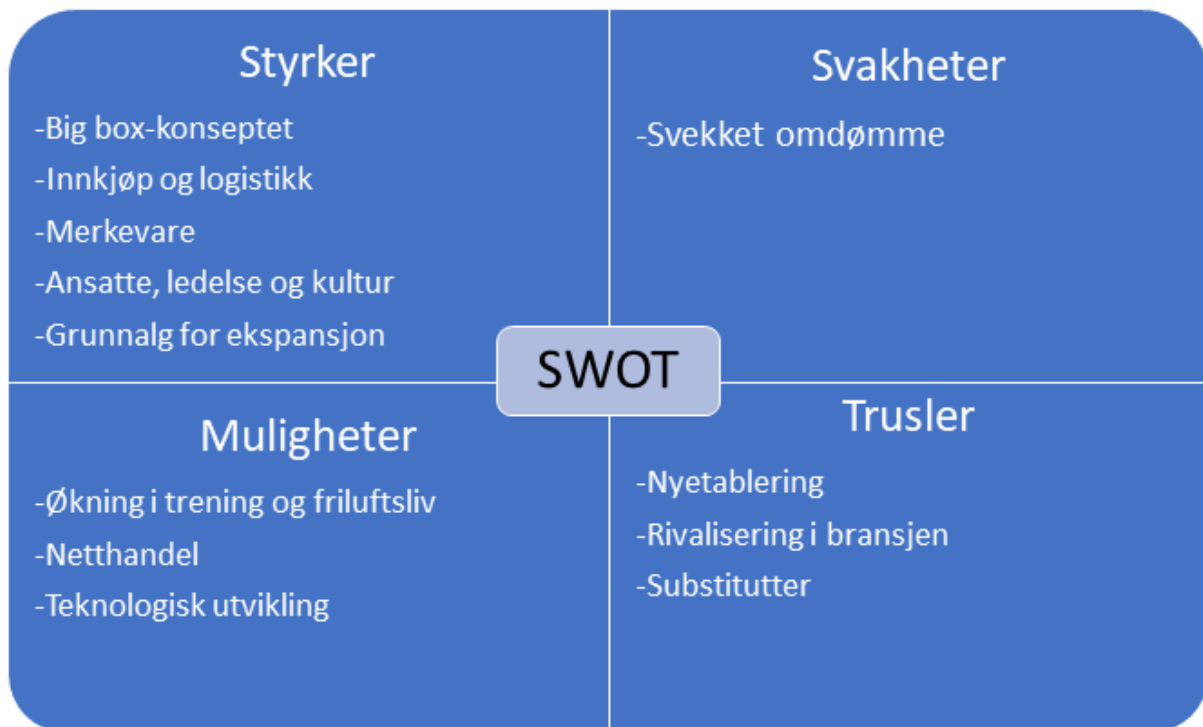 Styrker
-Big box-konseptet
-Innkjøp og logistikk
-Merkevare
-Ansatte, ledelse og kultur
-Grunnalg for ekspansjon
Svakheter
-Svekket omdømme
SWOT
Muligheter
-Økning i trening og friluftsliv
-Netthandel
-Teknologisk utvikling
Trusler
-Nyetablering
-Rivalisering i bransjen
-Substitutter